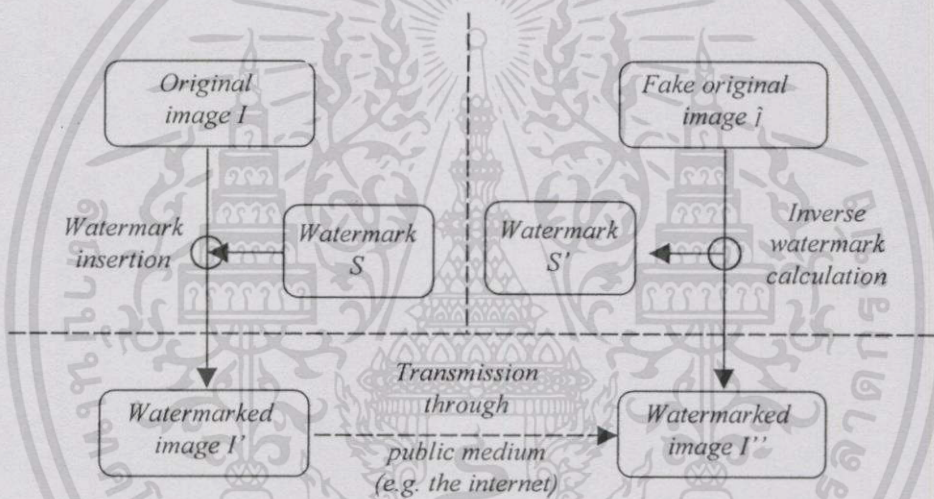 Original
image I
Fake original
image î
Watermark
insertion
Watermark
S
Watermark
S'
Inverse
watermark
calculation
Transmission
through
Watermarked
image I'
public medium
(e.g. the internet)
Watermarked
image I''